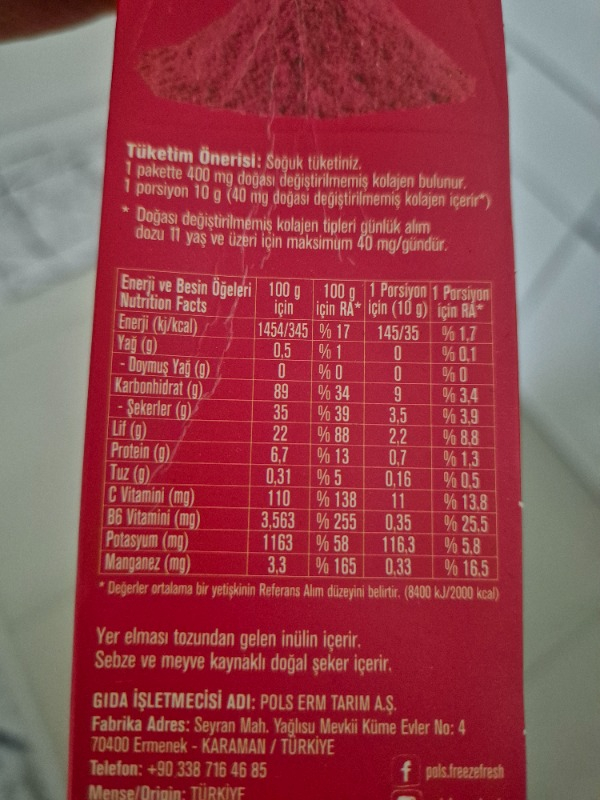 Tüketim Önerisi: Soğuk tüketiniz.
1 pakette 400 mg doğası değiştirilmemiş kolajen bulunur.
1 porsiyon 10 g (40 mg doğası değiştirilmemiş kolajen içerir*)
* Doğası değiştirilmemiş kolajen tipleri günlük alım
dozu 11 yaş ve üzeri için maksimum 40 mg/gündür.
Enerji ve Besin Öğeleri 100 g 100 g 1 Porsiyon 1 Porsiyon
Nutrition Facts için için RA* için (10 g) için RA*
Enerji (kj/kcal) 1454/345 % 17 145/35 % 1,7
Yağ (g) 0,5 % 1 0 % 0,1
- Doymuş Yağ (g) 0 % 0 0 % 0
Karbonhidrat (g) 89 % 34 9 % 3,4
- Şekerler (g) 35 % 39 3,5 % 3,9
Lif (g) 22 % 88 2,2 % 8,8
Protein (g) 6,7 % 13 0,7 % 1,3
Tuz (g) 0,31 % 5 0,16 % 0,5
C Vitamini (mg) 110 % 138 11 % 13,8
B6 Vitamini (mg) 3,563 % 255 0,35 % 25,5
Potasyum (mg) 1163 % 58 116,3 % 5,8
Manganez (mg) 3,3 % 165 0,33 % 16,5
* Değerler ortalama bir yetişkinin Referans Alım düzeyini belirtir. (8400 kJ/2000 kcal)
Yer elması tozundan gelen inülin içerir.
Sebze ve meyve kaynaklı doğal şeker içerir.
GIDA İŞLETMECİSİ ADI: POLS ERM TARIM A.Ş.
Fabrika Adres: Seyran Mah. Yağlısu Mevkii Küme Evler No: 4
70400 Ermenek - KARAMAN / TÜRKİYE
Telefon: +90 338 716 46 85
f pols.freezefresh
Menşe/Origin: TÜRKİYE